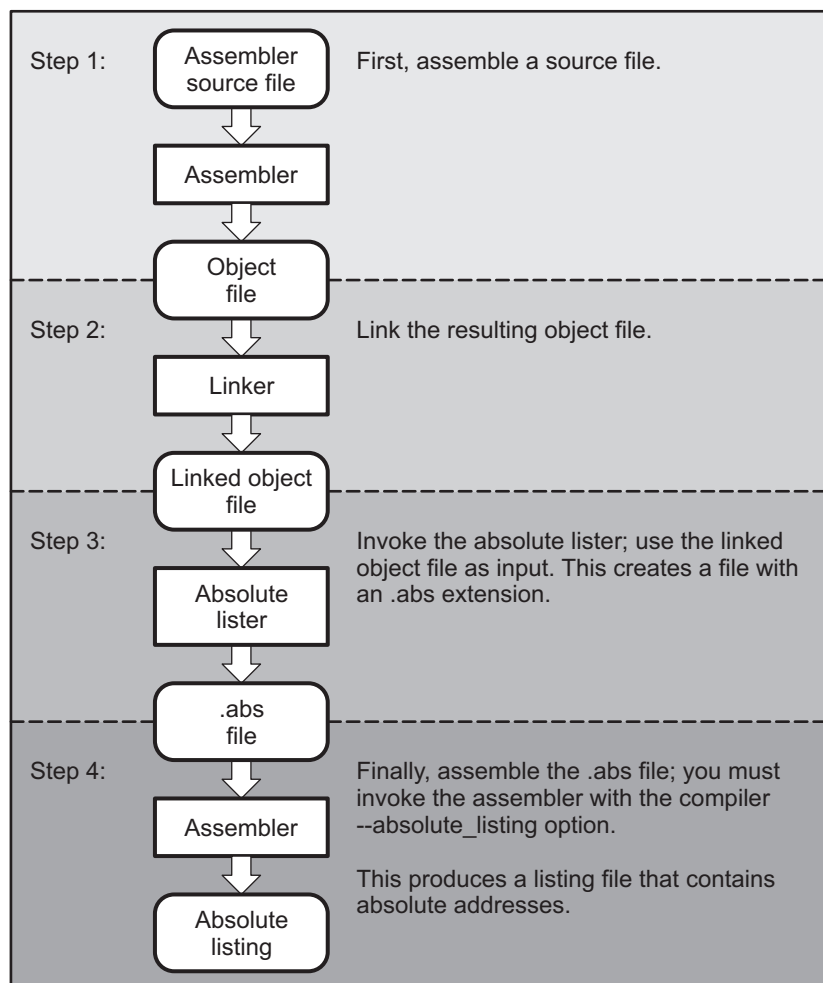 Step 1:
Assembler
source file
First, assemble a source file.
Assembler
Object
file
Step 2:
Link the resulting object file.
Linker
Linked object
file
Step 3:
Invoke the absolute lister; use the linked
object file as input. This creates a file with
an .abs extension.
Absolute
lister
.abs
file
Step 4:
Finally, assemble the .abs file; you must
invoke the assembler with the compiler
--absolute_listing option.
Assembler
This produces a listing file that contains
absolute addresses.
Absolute
listing